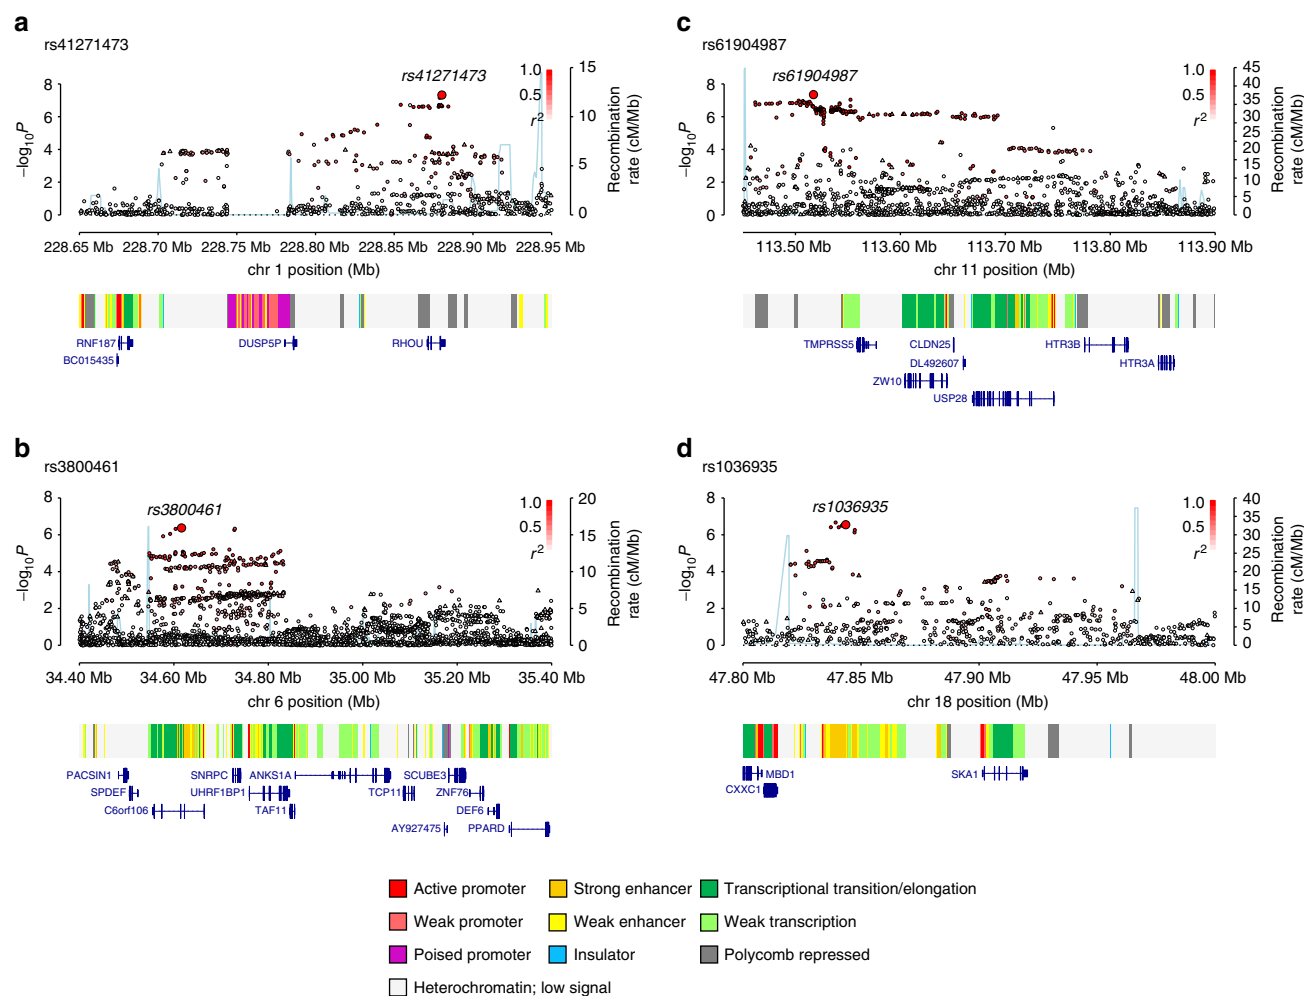 a
rs41271473
rs41271473
8
6
4
2
0
−log10P
1.0
0.5
r2
15
10
5
0
Recombination
rate (cM/Mb)
228.65 Mb 228.70 Mb 228.75 Mb 228.80 Mb 228.85 Mb 228.90 Mb 228.95 Mb
chr 1 position (Mb)
RNF187
BC015435
DUSP5P
RHOU
c
rs61904987
rs61904987
8
6
4
2
0
−log10P
1.0
0.5
r2
45
40
35
30
25
20
15
10
5
0
Recombination
rate (cM/Mb)
113.50 Mb 113.60 Mb 113.70 Mb 113.80 Mb 113.90 Mb
chr 11 position (Mb)
TMPRSS5
CLDN25
HTR3B
DL492607
HTR3A
ZW10
USP28
b
rs3800461
rs3800461
8
6
4
2
0
−log10P
1.0
0.5
r2
20
15
10
5
0
Recombination
rate (cM/Mb)
34.40 Mb 34.60 Mb 34.80 Mb 35.00 Mb 35.20 Mb 35.40 Mb
chr 6 position (Mb)
PACSIN1
SNRPC
ANKS1A
SCUBE3
SPDEF
UHRF1BP1
TCP11
ZNF76
C6orf106
TAF11
DEF6
AY927475
PPARD
d
rs1036935
rs1036935
8
6
4
2
0
−log10P
1.0
0.5
r2
40
35
30
25
20
15
10
5
0
Recombination
rate (cM/Mb)
47.80 Mb 47.85 Mb 47.90 Mb 47.95 Mb 48.00 Mb
chr 18 position (Mb)
MBD1
SKA1
CXXC1
Active promoter
Strong enhancer
Transcriptional transition/elongation
Weak promoter
Weak enhancer
Weak transcription
Poised promoter
Insulator
Polycomb repressed
Heterochromatin; low signal